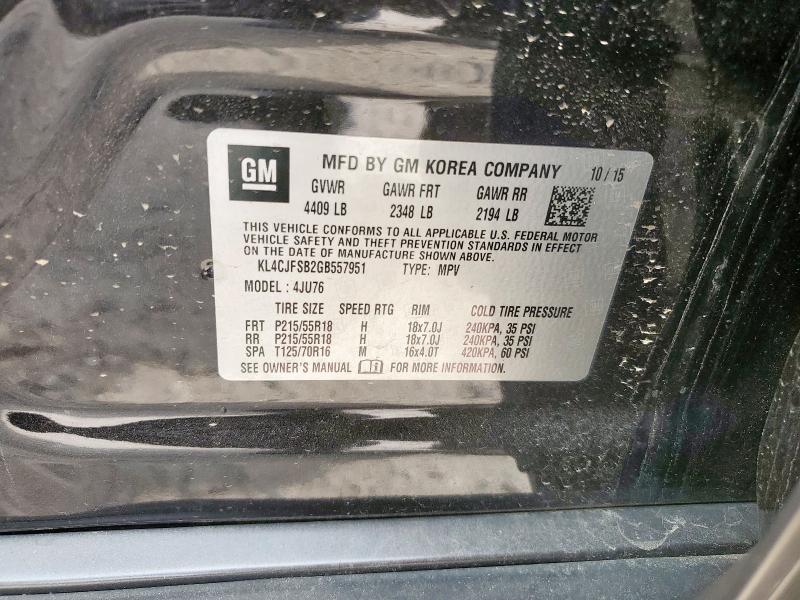 GM MFD BY GM KOREA COMPANY 10 / 15
GVWR GAWR FRT GAWR RR
4409 LB 2348 LB 2194 LB
THIS VEHICLE CONFORMS TO ALL APPLICABLE U.S. FEDERAL MOTOR
VEHICLE SAFETY AND THEFT PREVENTION STANDARDS IN EFFECT
ON THE DATE OF MANUFACTURE SHOWN ABOVE.
KL4CJFSB2GB557951 TYPE: MPV
MODEL : 4JU76
TIRE SIZE SPEED RTG RIM COLD TIRE PRESSURE
FRT P215/55R18 H 18x7.0J 240KPA, 35 PSI
RR P215/55R18 H 18x7.0J 240KPA, 35 PSI
SPA T125/70R16 M 16x4.0T 420KPA, 60 PSI
SEE OWNER'S MANUAL FOR MORE INFORMATION.